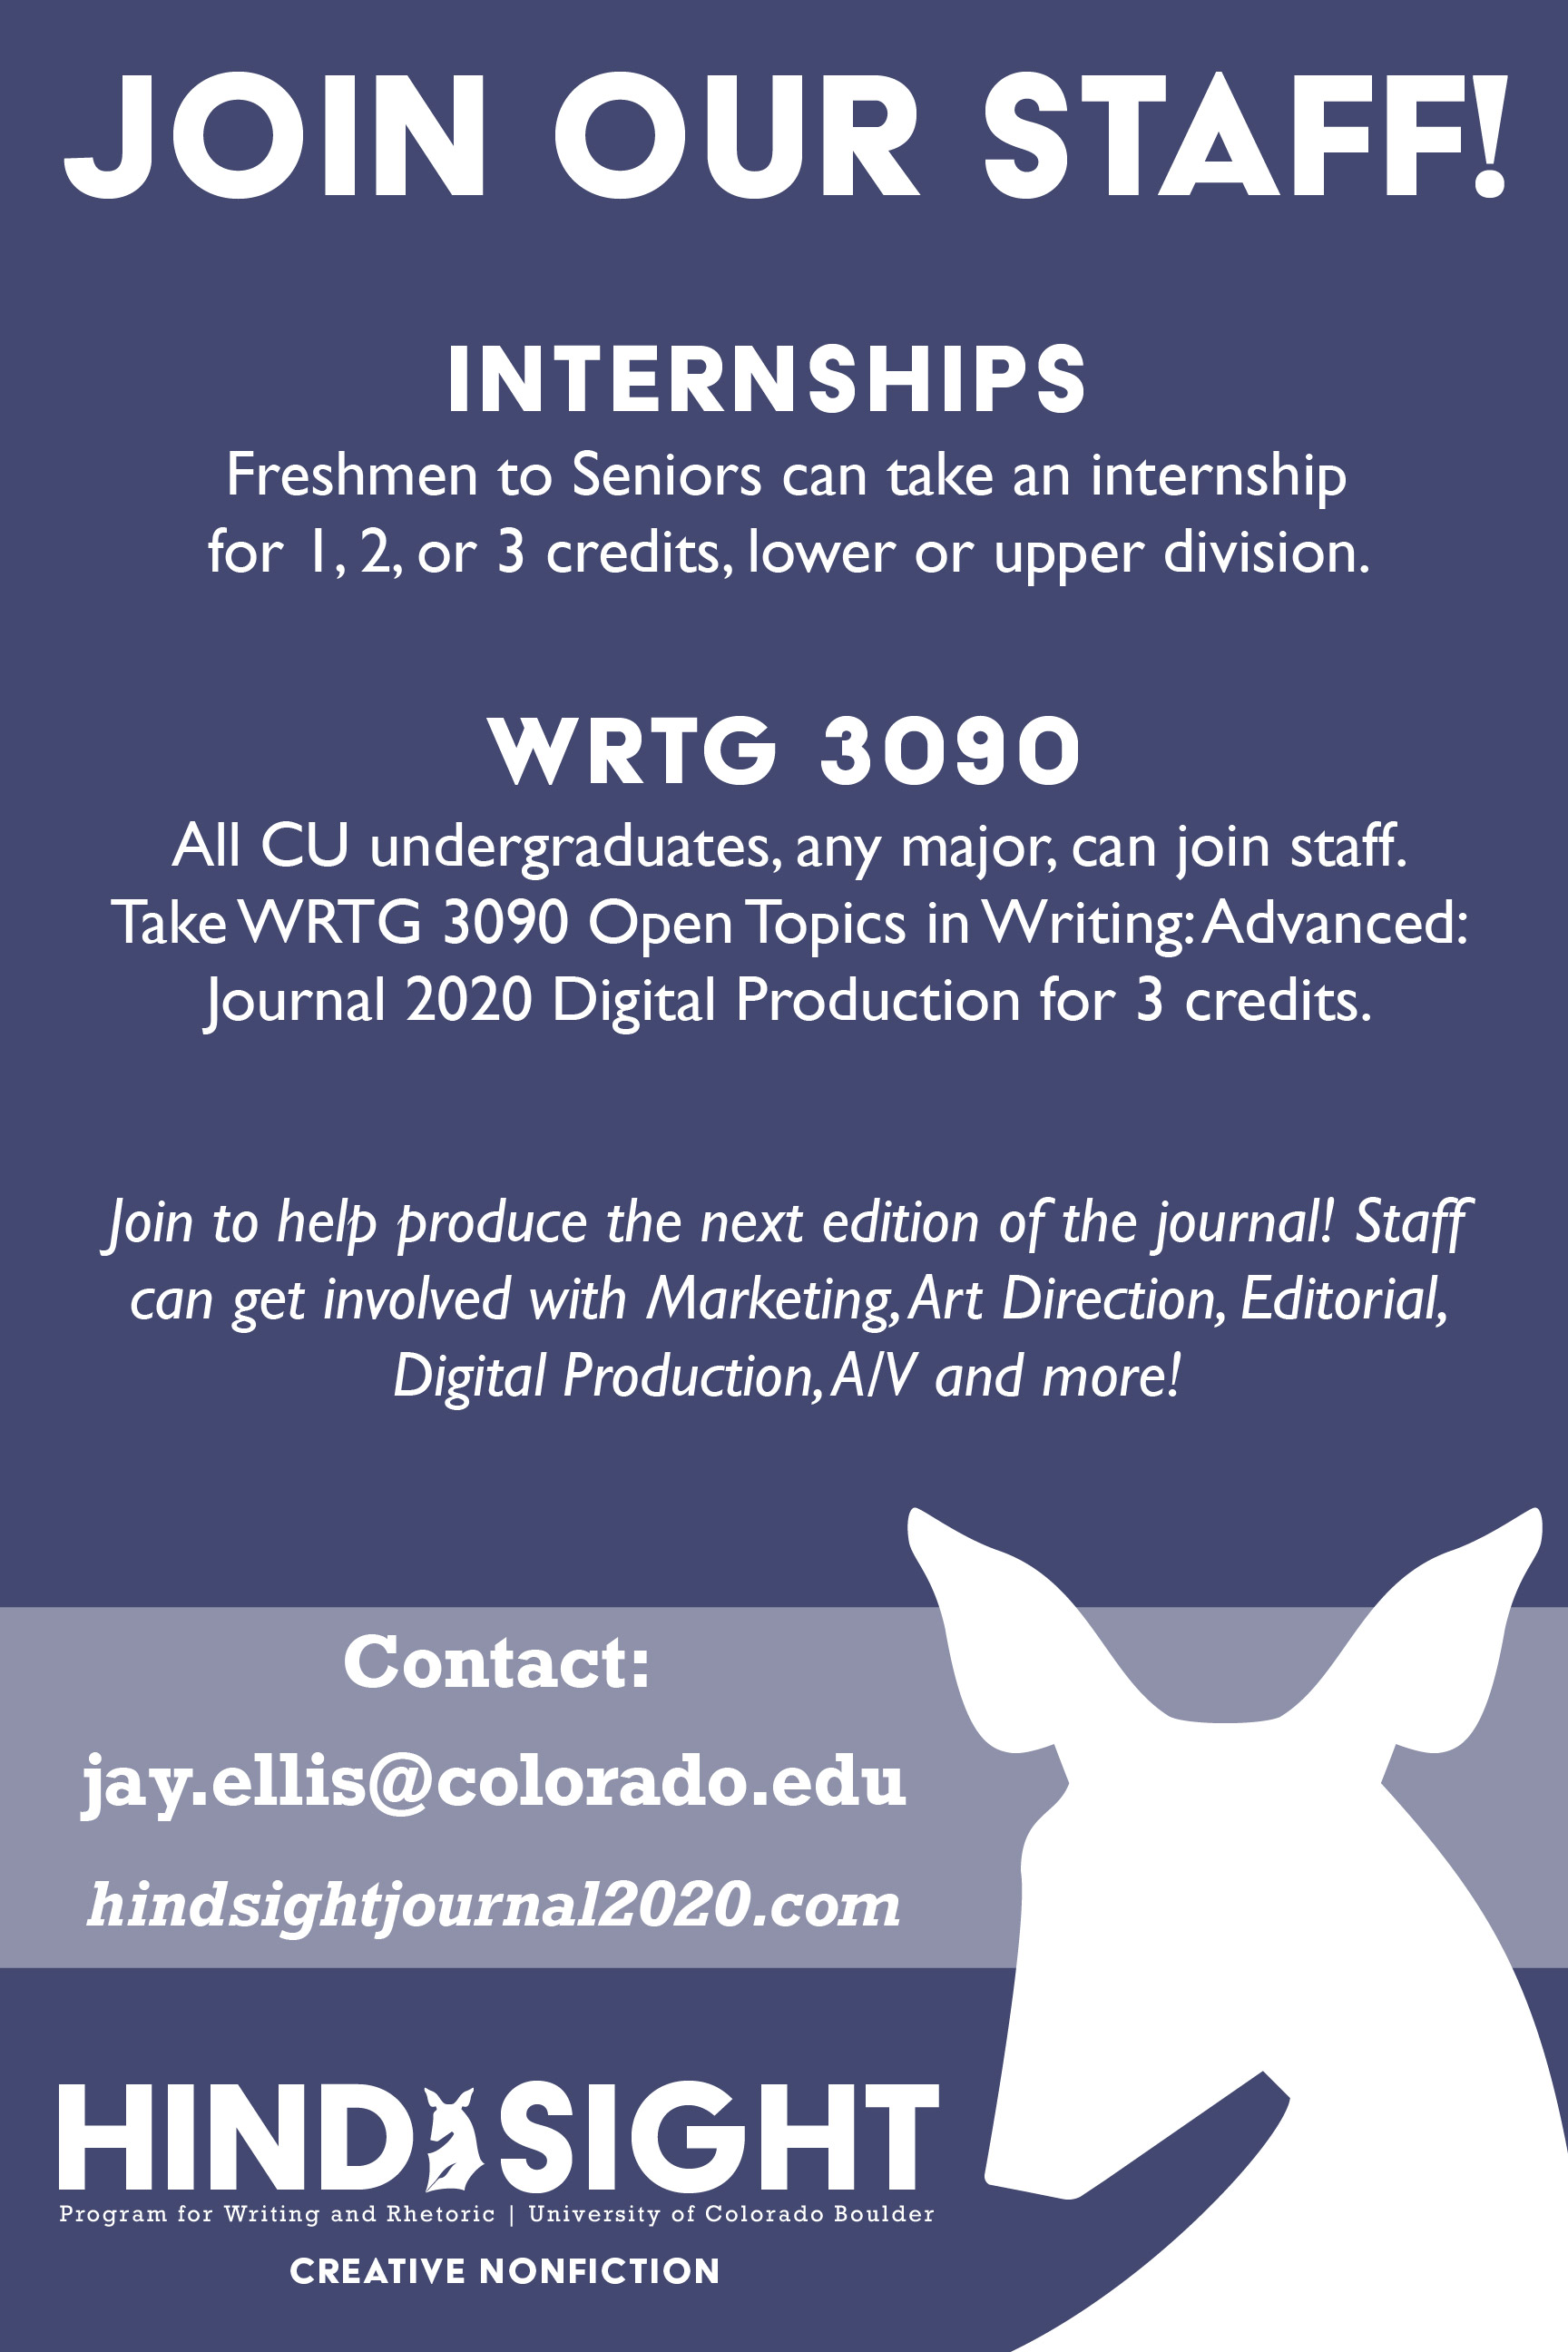 JOIN OUR STAFF!
INTERNSHIPS
Freshmen to Seniors can take an internship
for 1, 2, or 3 credits, lower or upper division.
WRTG 3090
All CU undergraduates, any major, can join staff.
Take WRTG 3090 Open Topics in Writing: Advanced:
Journal 2020 Digital Production for 3 credits.
Join to help produce the next edition of the journal! Staff
can get involved with Marketing, Art Direction, Editorial,
Digital Production, A/V and more!
Contact:
jay.ellis@colorado.edu
hindsightjournal2020.com
HINDSIGHT
Program for Writing and Rhetoric | University of Colorado Boulder
CREATIVE NONFICTION